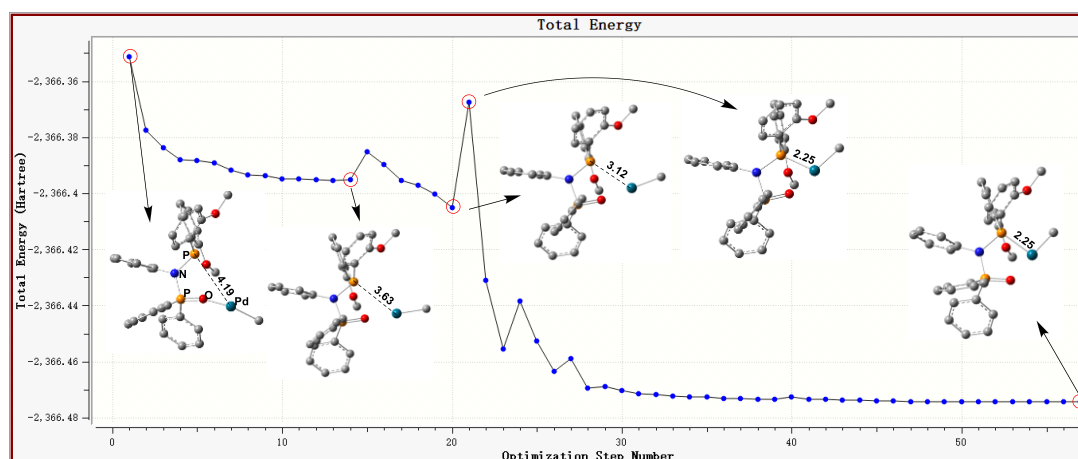 Total Energy
Total Energy (Hartree)
-2,366.36
-2,366.38
-2,366.4
-2,366.42
-2,366.44
-2,366.46
-2,366.48
P
N
4.19
P
O
Pd
3.63
3.12
2.25
2.25
0
10
20
30
40
50
Optimization Step Number